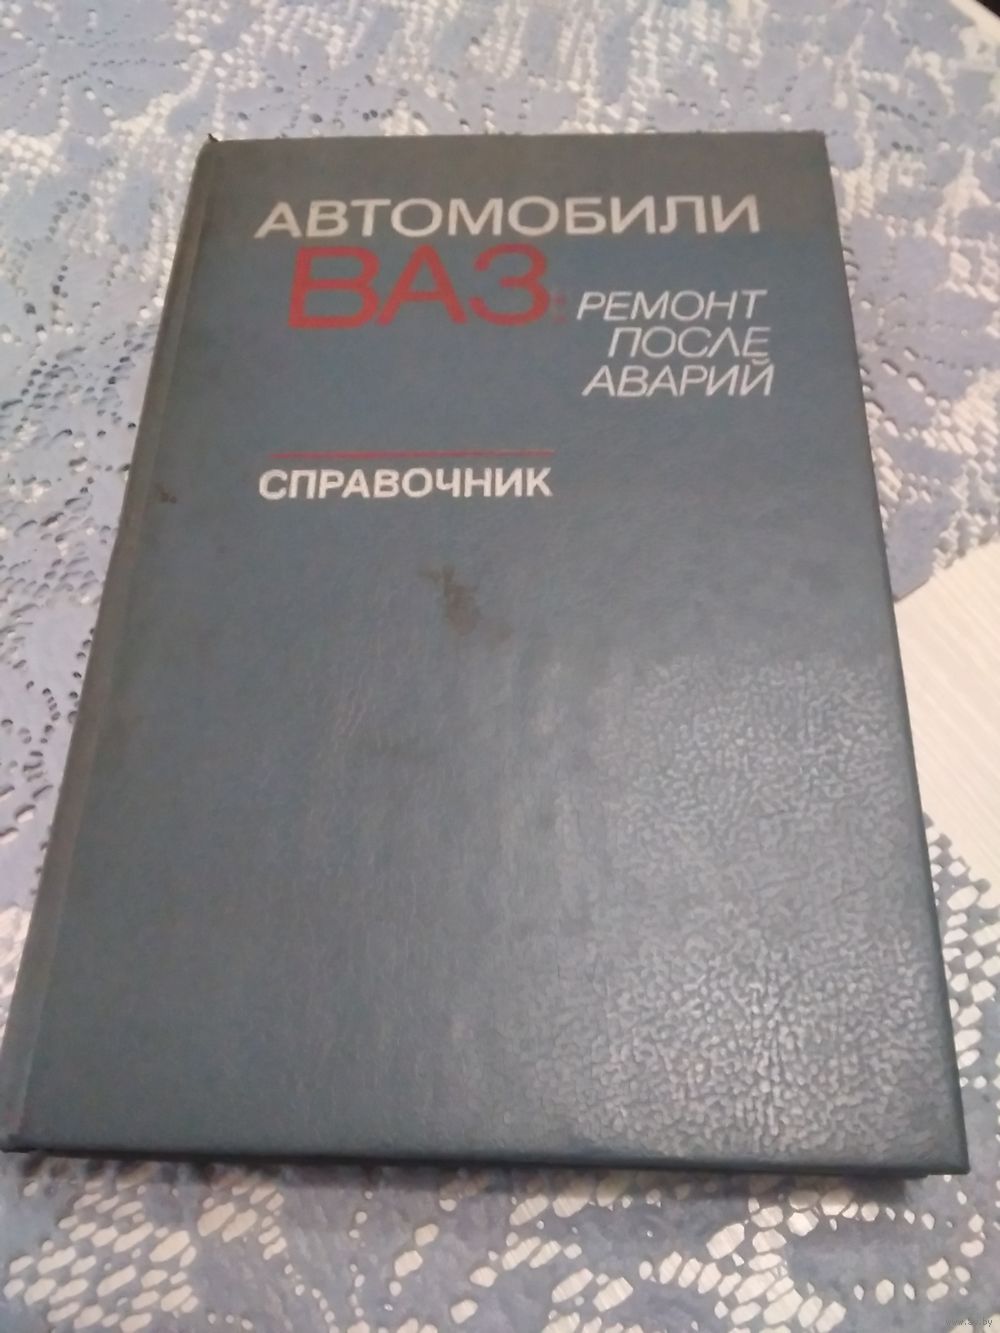 АВТОМОБИЛИ
ВАЗ:
РЕМОНТ
ПОСЛЕ
АВАРИЙ
СПРАВОЧНИК